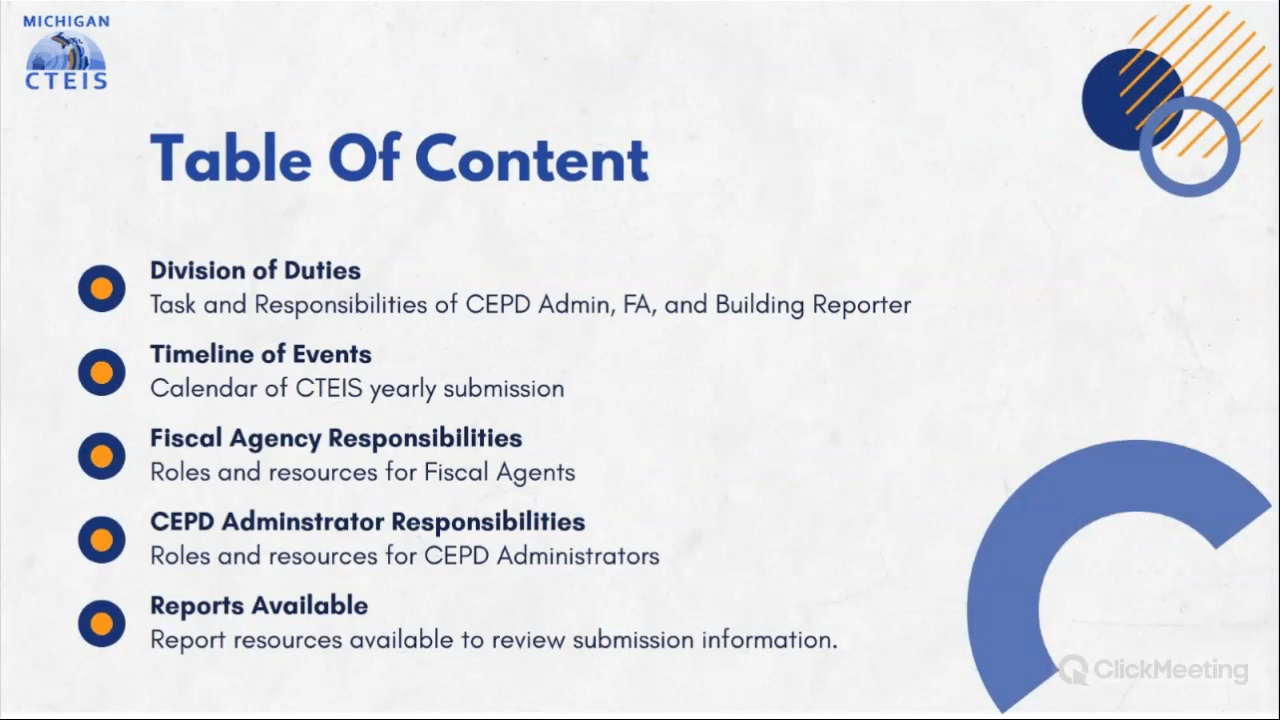 MICHIGAN
CTEIS
Table Of Content
Division of Duties
Task and Responsibilities of CEPD Admin, FA, and Building Reporter
Timeline of Events
Calendar of CTEIS yearly submission
Fiscal Agency Responsibilities
Roles and resources for Fiscal Agents
CEPD Adminstrator Responsibilities
Roles and resources for CEPD Administrators
Reports Available
Report resources available to review submission information.
ClickMeeting